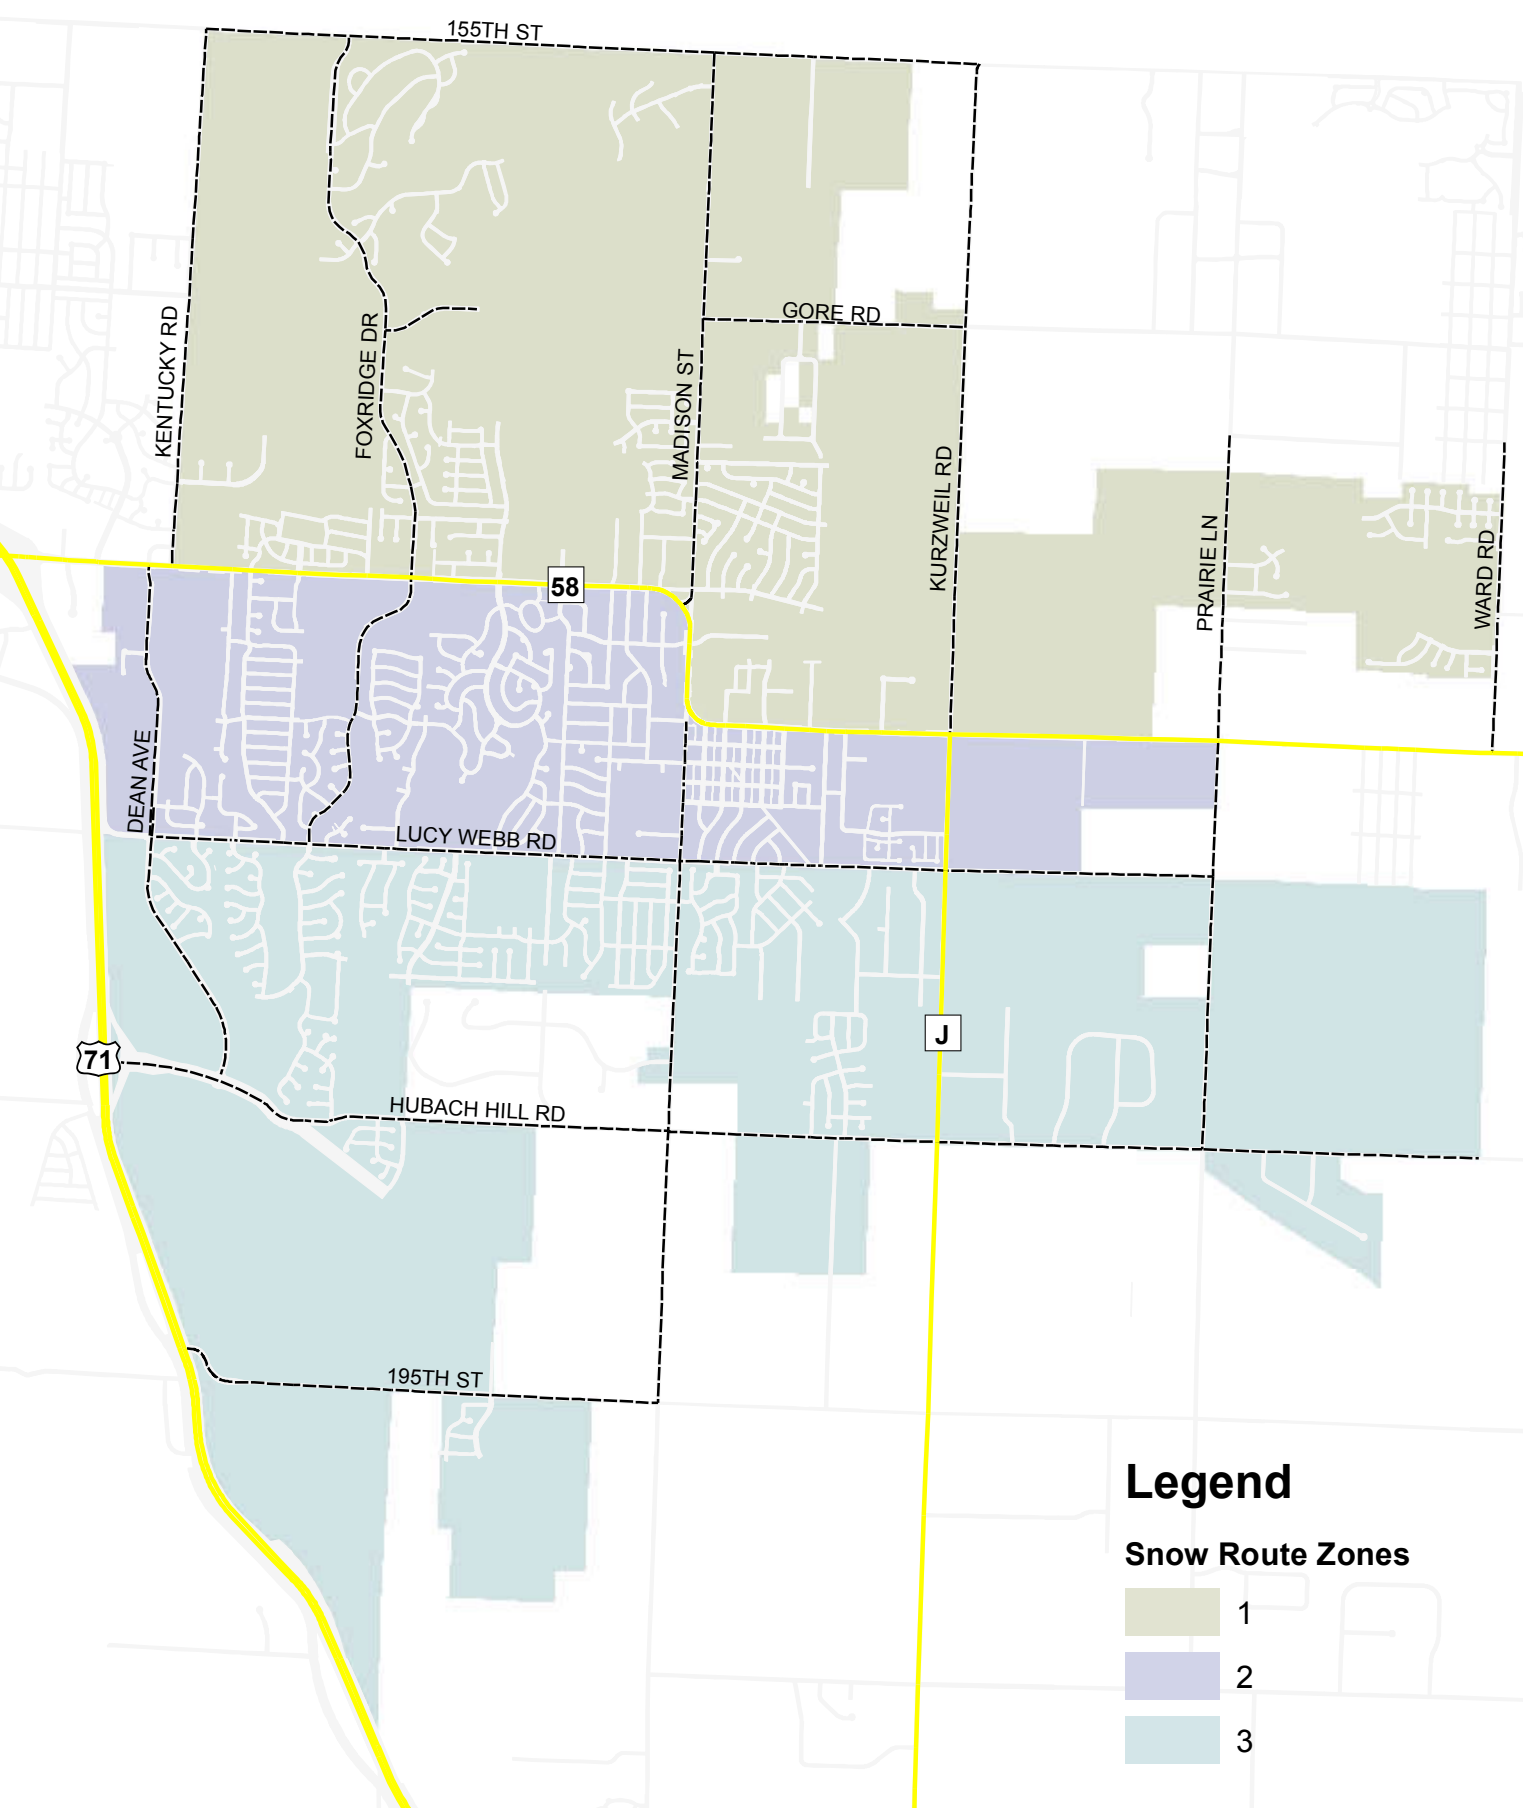 155TH ST
KENTUCKY RD
FOXRIDGE DR
MADISON ST
GORE RD
KURZWEIL RD
PRAIRIE LN
WARD RD
58
DEAN AVE
LUCY WEBB RD
J
71
HUBACH HILL RD
195TH ST
Legend
Snow Route Zones
1
2
3